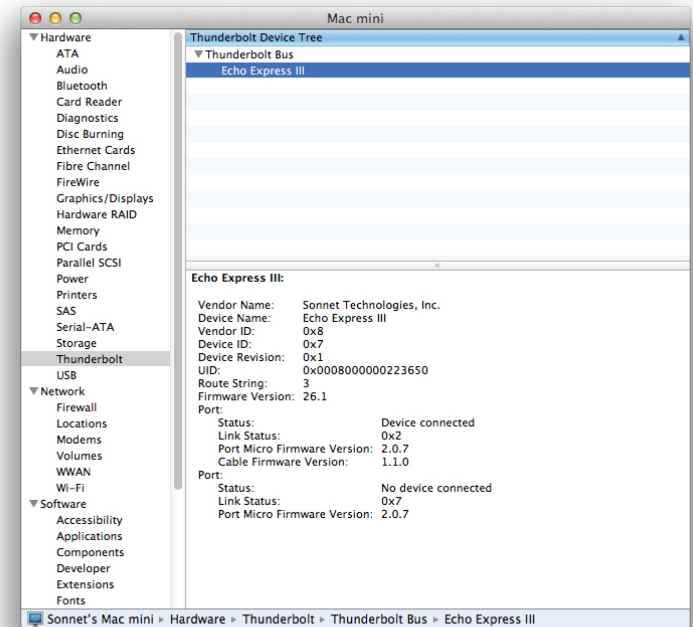 Mac mini
Hardware
ATA
Audio
Bluetooth
Card Reader
Diagnostics
Disc Burning
Ethernet Cards
Fibre Channel
FireWire
Graphics/Displays
Hardware RAID
Memory
PCI Cards
Parallel SCSI
Power
Printers
SAS
Serial-ATA
Storage
Thunderbolt
USB
Network
Firewall
Locations
Modems
Volumes
WWAN
Wi-Fi
Software
Accessibility
Applications
Components
Developer
Extensions
Fonts
Thunderbolt Device Tree
Thunderbolt Bus
Echo Express III
Echo Express III:
Vendor Name: Sonnet Technologies, Inc.
Device Name: Echo Express III
Vendor ID: 0x8
Device ID: 0x7
Device Revision: 0x1
UID: 0x0008000000223650
Route String: 3
Firmware Version: 26.1
Port:
Status: Device connected
Link Status: 0x2
Port Micro Firmware Version: 2.0.7
Cable Firmware Version: 1.1.0
Port:
Status: No device connected
Link Status: 0x7
Port Micro Firmware Version: 2.0.7
Sonnet's Mac mini ▸ Hardware ▸ Thunderbolt ▸ Thunderbolt Bus ▸ Echo Express III